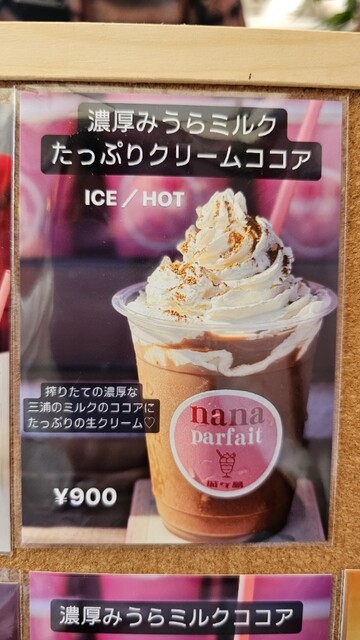 濃厚みうらミルク
たっぷりクリームココア
ICE／HOT
搾りたての濃厚な
三浦のミルクのココアに
たっぷりの生クリーム♡
nana
parfait
¥900
濃厚みうらミルクココア